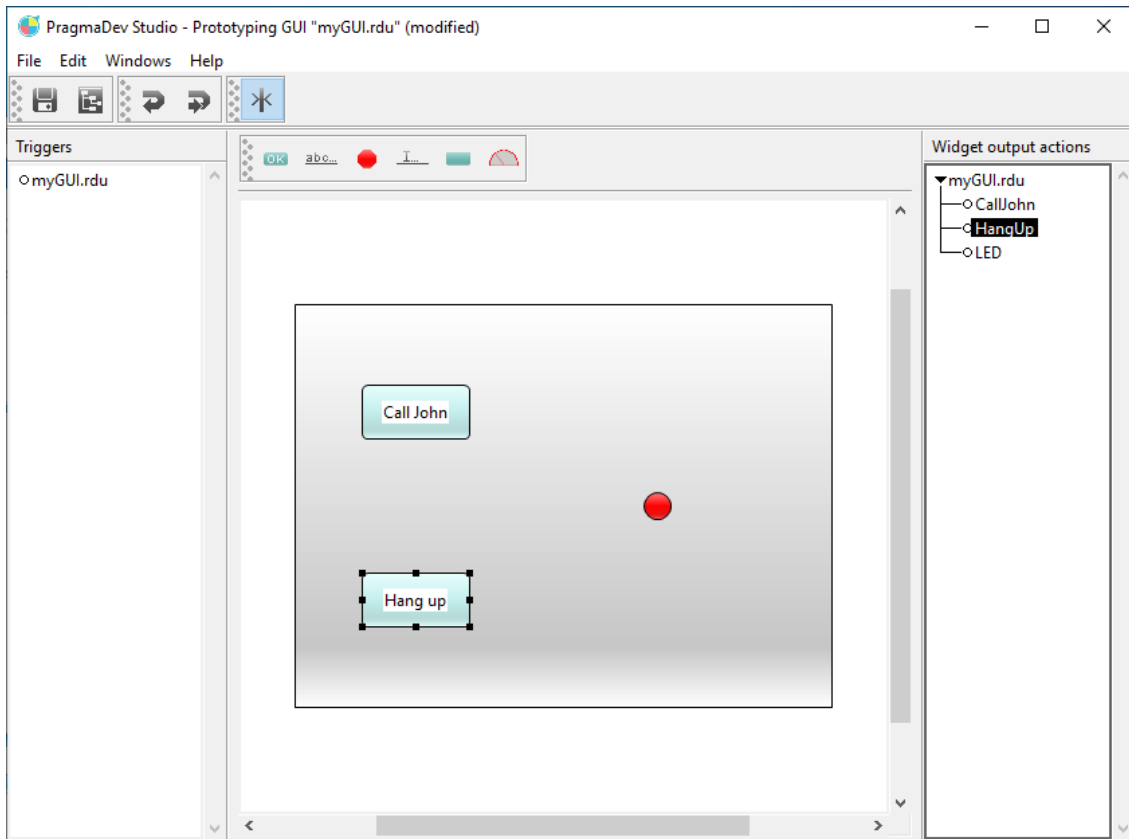 PragmaDev Studio - Prototyping GUI "myGUI.rdu" (modified)
File Edit Windows Help
Triggers
myGUI.rdu
OK abc... I...
Widget output actions
myGUI.rdu
CallJohn
HangUp
LED
Call John
Hang up